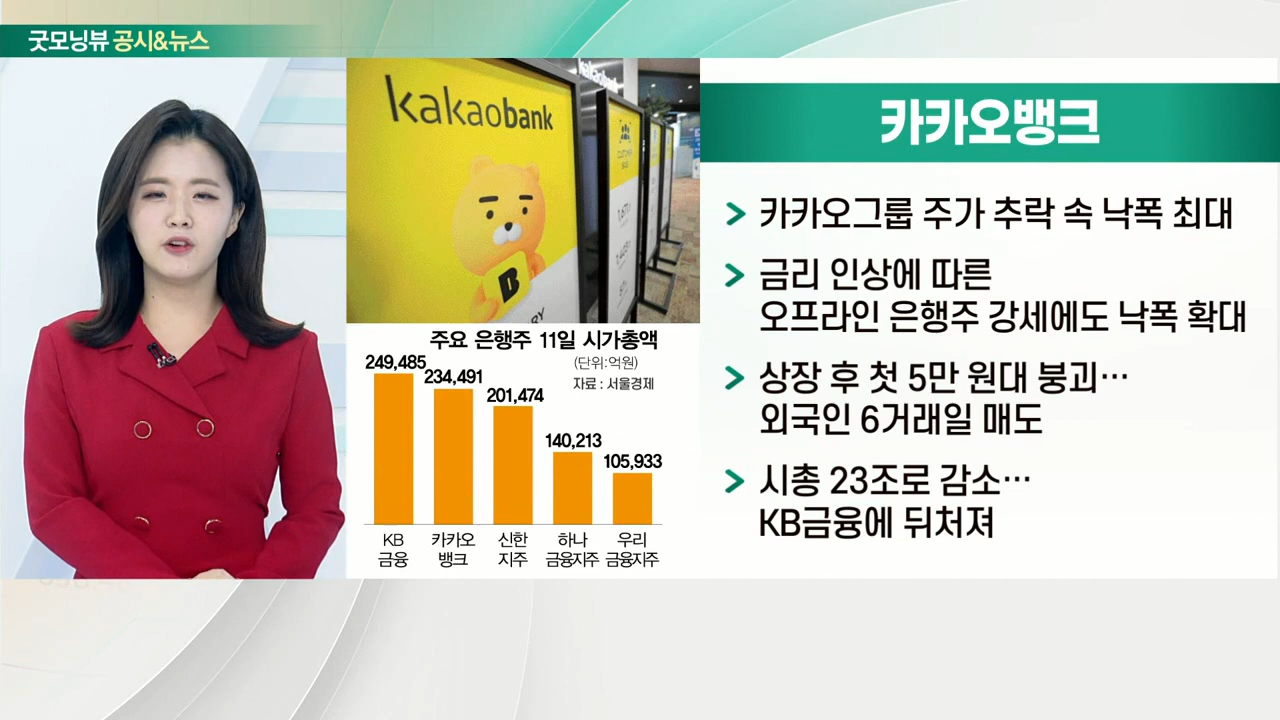 굿모닝뷰 공시&뉴스
kakaobank
kakaobank
B
카카오뱅크
> 카카오그룹 주가 추락 속 낙폭 최대
> 금리 인상에 따른
오프라인 은행주 강세에도 낙폭 확대
> 상장 후 첫 5만 원대 붕괴…
외국인 6거래일 매도
> 시총 23조로 감소…
KB금융에 뒤처져
주요 은행주 11일 시가총액
(단위:억원)
자료 : 서울경제
249,485
234,491
201,474
140,213
105,933
KB
금융
카카오
뱅크
신한
지주
하나
금융지주
우리
금융지주